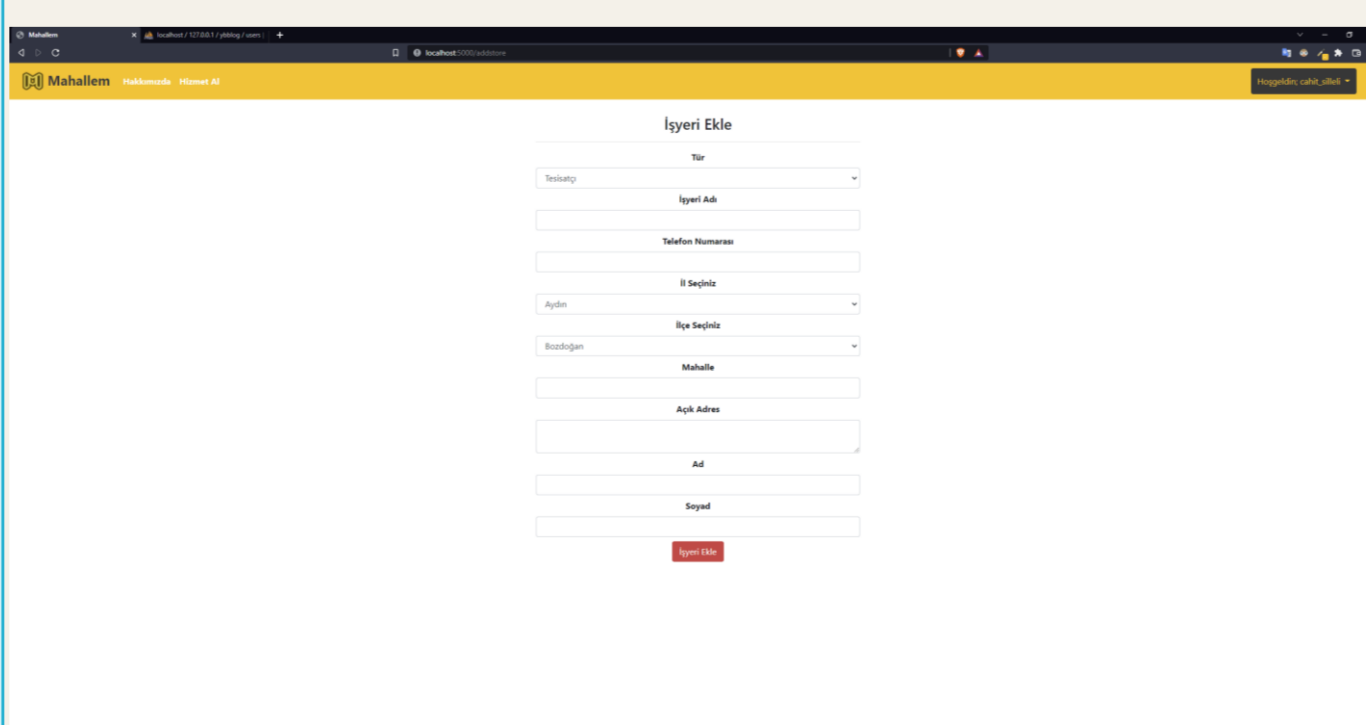 Mahallem
localhost / 127.0.0.1 / ybblog / users |
localhost:5000/addstore
Mahallem Hakkımızda Hizmet Al
Hoşgeldin; cahit_silleli
İşyeri Ekle
Tür
Tesisatçı
İşyeri Adı
Telefon Numarası
İl Seçiniz
Aydın
İlçe Seçiniz
Bozdoğan
Mahalle
Açık Adres
Ad
Soyad
İşyeri Ekle